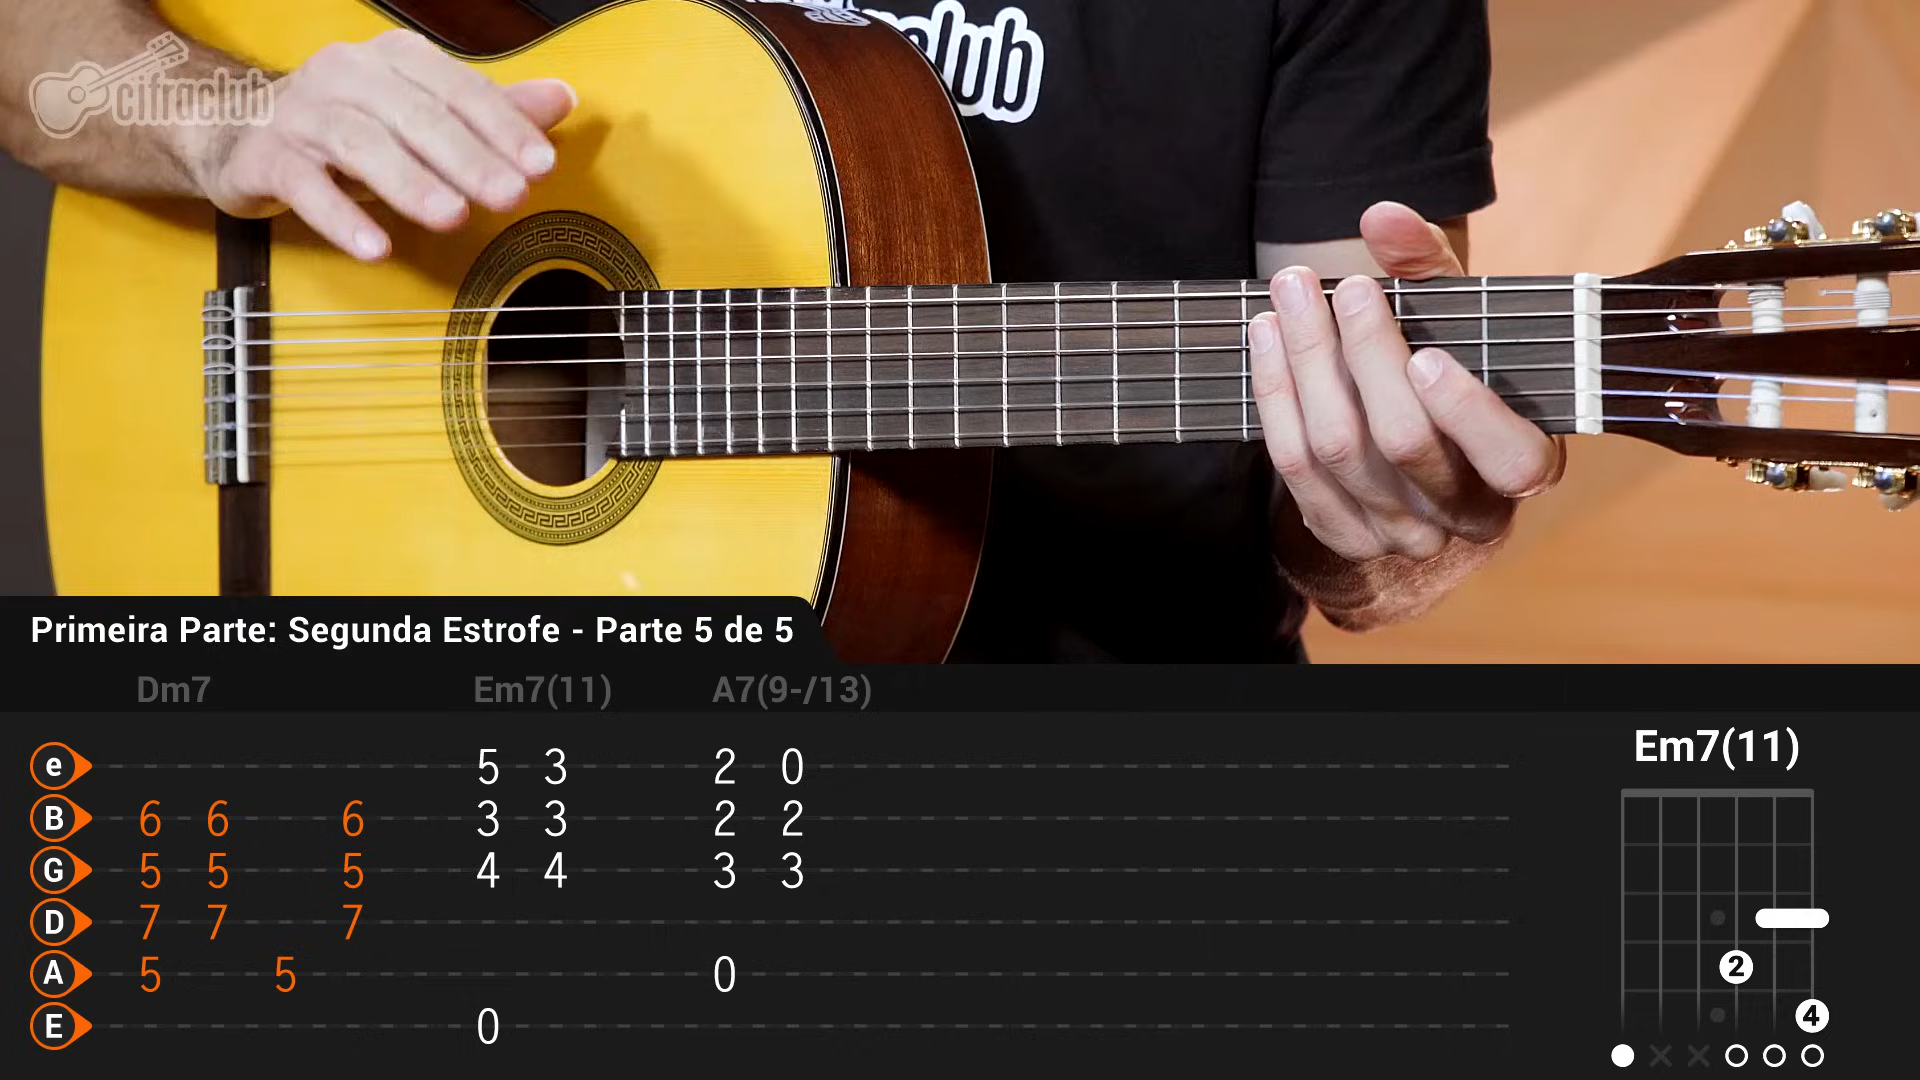 cifraclub
club
Primeira Parte: Segunda Estrofe - Parte 5 de 5
Dm7 Em7(11) A7(9-/13)
e 5 3 2 0
B 6 6 6 3 3 2 2
G 5 5 5 4 4 3 3
D 7 7 7
A 5 5 0
E 0
Em7(11)
2
4